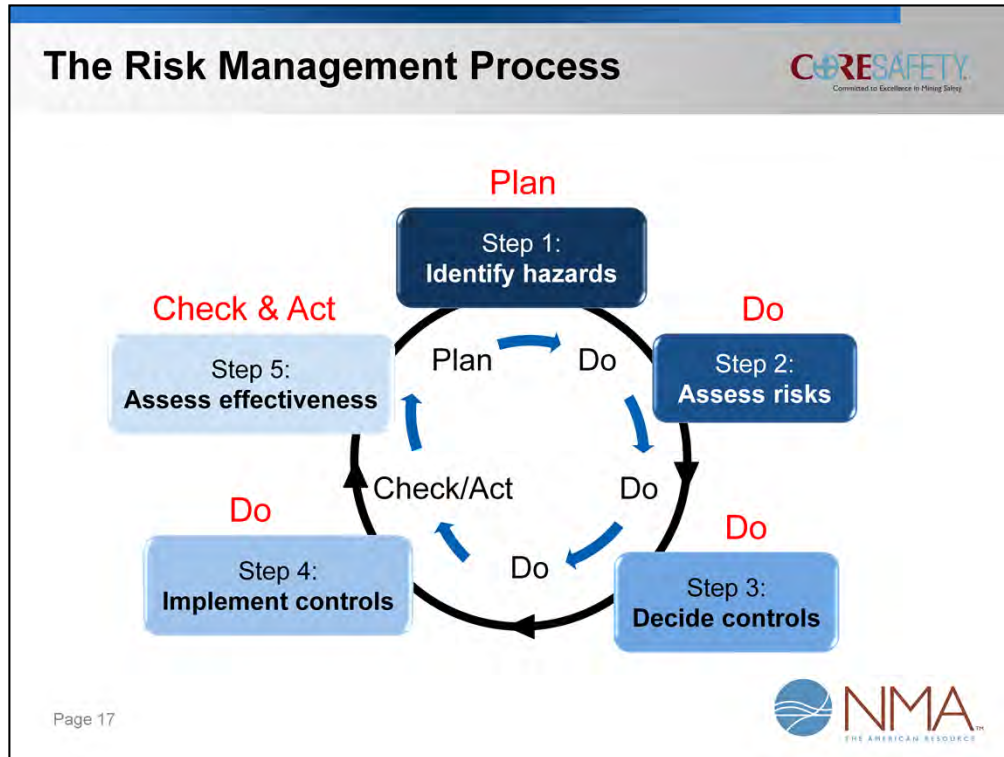 The Risk Management Process
CORESAFETY
Committed to Excellence in Mining Safety
Plan
Step 1:
Identify hazards
Check & Act
Do
Step 5:
Assess effectiveness
Plan
Do
Step 2:
Assess risks
Check/Act
Do
Do
Do
Do
Step 4:
Implement controls
Step 3:
Decide controls
Page 17
NMA™
THE AMERICAN RESOURCE